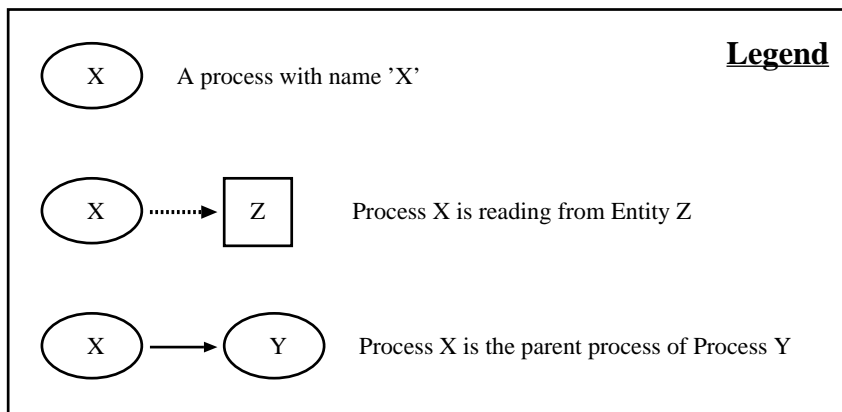 Legend
X A process with name ’X’
X Z Process X is reading from Entity Z
X Y Process X is the parent process of Process Y